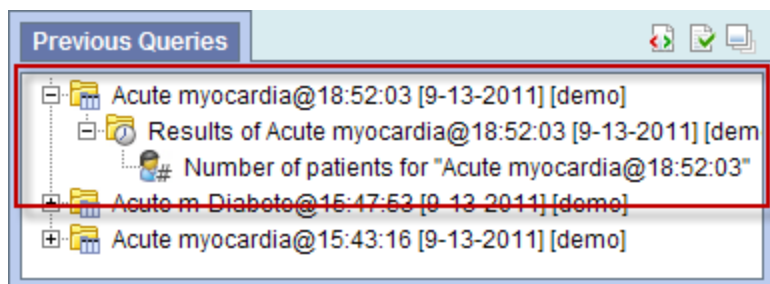 Previous Queries
Acute myocardia@18:52:03 [9-13-2011] [demo]
Results of Acute myocardia@18:52:03 [9-13-2011] [dem
Number of patients for "Acute myocardia@18:52:03"
Acute m-Diabete@15:47:53 [9-13-2011] [demo]
Acute myocardia@15:43:16 [9-13-2011] [demo]